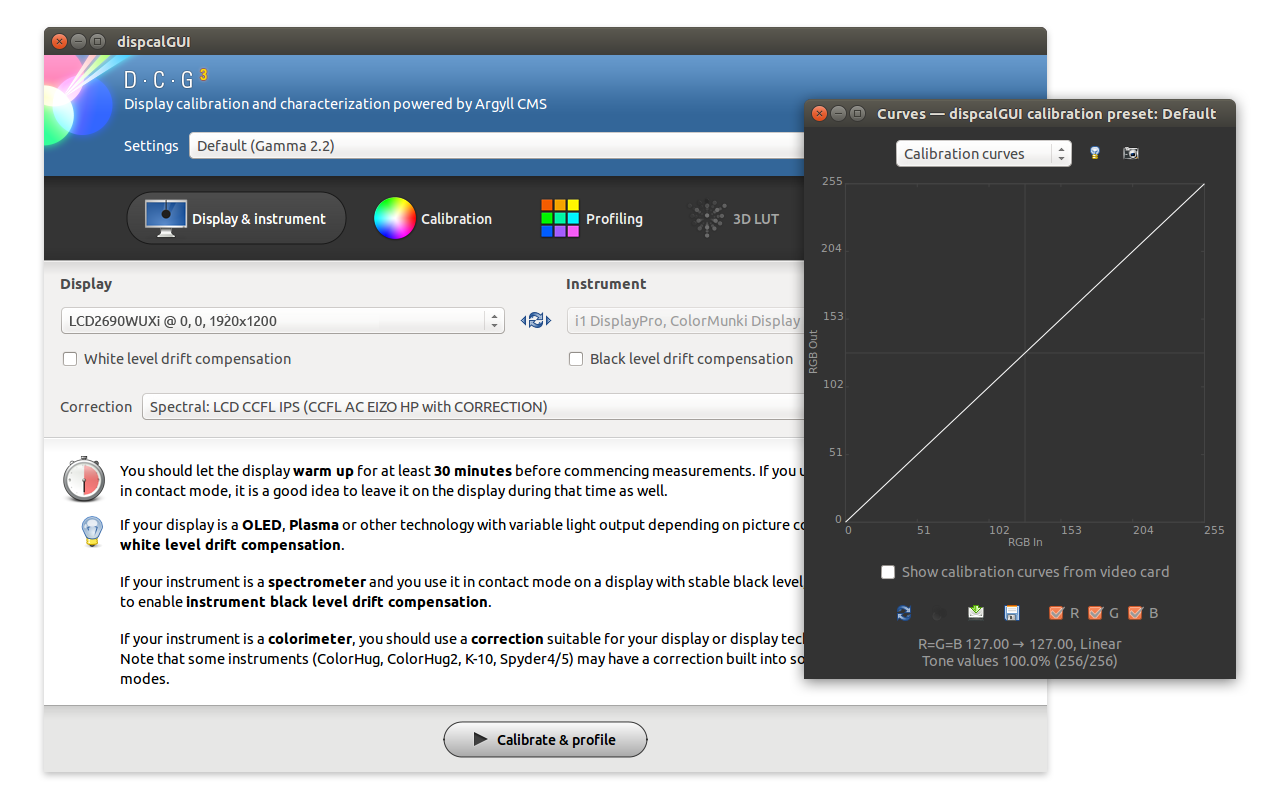 dispcalGUI
D·C·G 3
Display calibration and characterization powered by Argyll CMS
Settings Default (Gamma 2.2)
Display & instrument Calibration Profiling 3D LUT
Display Instrument
LCD2690WUXi @ 0, 0, 1920x1200 i1 DisplayPro, ColorMunki Display
White level drift compensation Black level drift compensation
Correction Spectral: LCD CCFL IPS (CCFL AC EIZO HP with CORRECTION)
You should let the display warm up for at least 30 minutes before commencing measurements. If you
in contact mode, it is a good idea to leave it on the display during that time as well.
If your display is a OLED, Plasma or other technology with variable light output depending on picture
white level drift compensation.
If your instrument is a spectrometer and you use it in contact mode on a display with stable black level
to enable instrument black level drift compensation.
If your instrument is a colorimeter, you should use a correction suitable for your display or display
Note that some instruments (ColorHug, ColorHug2, K-10, Spyder4/5) may have a correction built into
modes.
Calibrate & profile
Curves — dispcalGUI calibration preset: Default
Calibration curves
255
204
153
102
51
0
RGB Out
0 51 102 153 204 255
RGB In
Show calibration curves from video card
R G B
R=G=B 127.00 → 127.00, Linear
Tone values 100.0% (256/256)